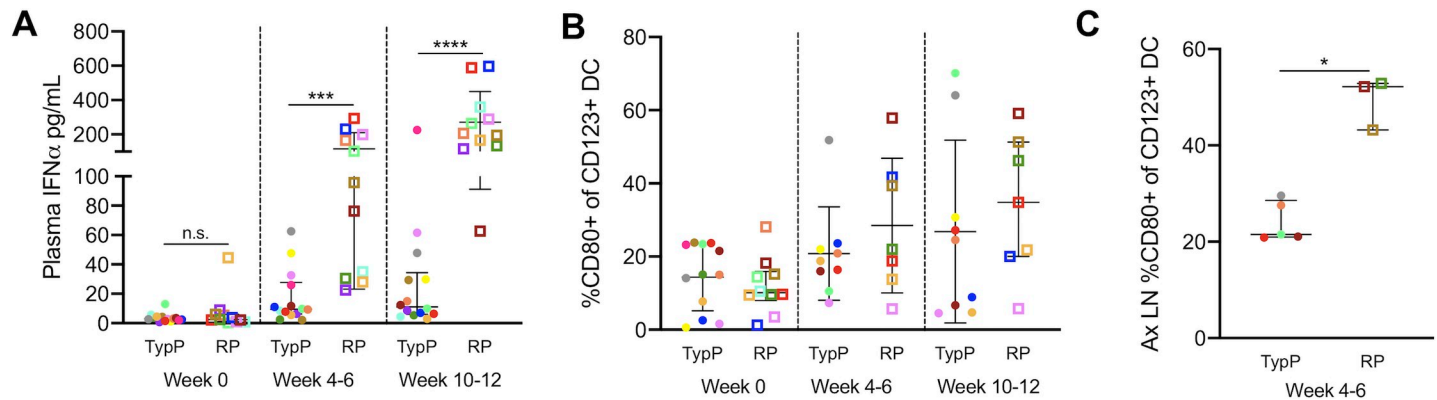 A
Plasma IFNα pg/mL
800
600
400
200
100
80
60
40
20
0
n.s.
***
****
TypP RP TypP RP TypP RP
Week 0 Week 4-6 Week 10-12
B
%CD80+ of CD123+ DC
80
60
40
20
0
TypP RP TypP RP TypP RP
Week 0 Week 4-6 Week 10-12
C
Ax LN %CD80+ of CD123+ DC
60
40
20
0
*
TypP RP
Week 4-6